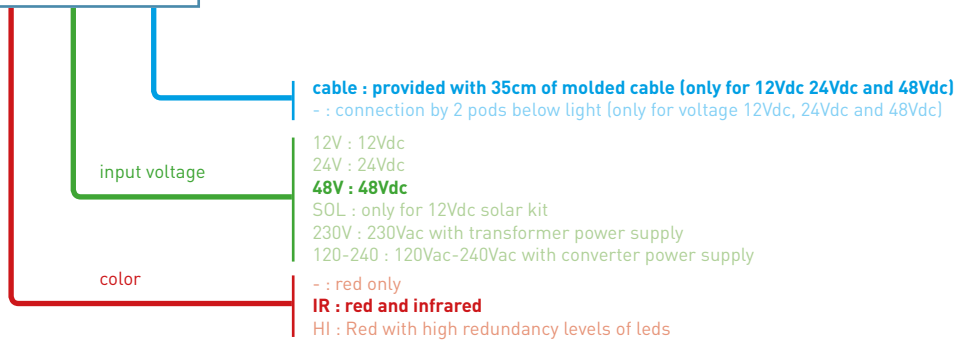 cable : provided with 35cm of molded cable (only for 12Vdc 24Vdc and 48Vdc)
- : connection by 2 pods below light (only for voltage 12Vdc, 24Vdc and 48Vdc)
input voltage
12V : 12Vdc
24V : 24Vdc
48V : 48Vdc
SOL : only for 12Vdc solar kit
230V : 230Vac with transformer power supply
120-240 : 120Vac-240Vac with converter power supply
color
- : red only
IR : red and infrared
HI : Red with high redundancy levels of leds